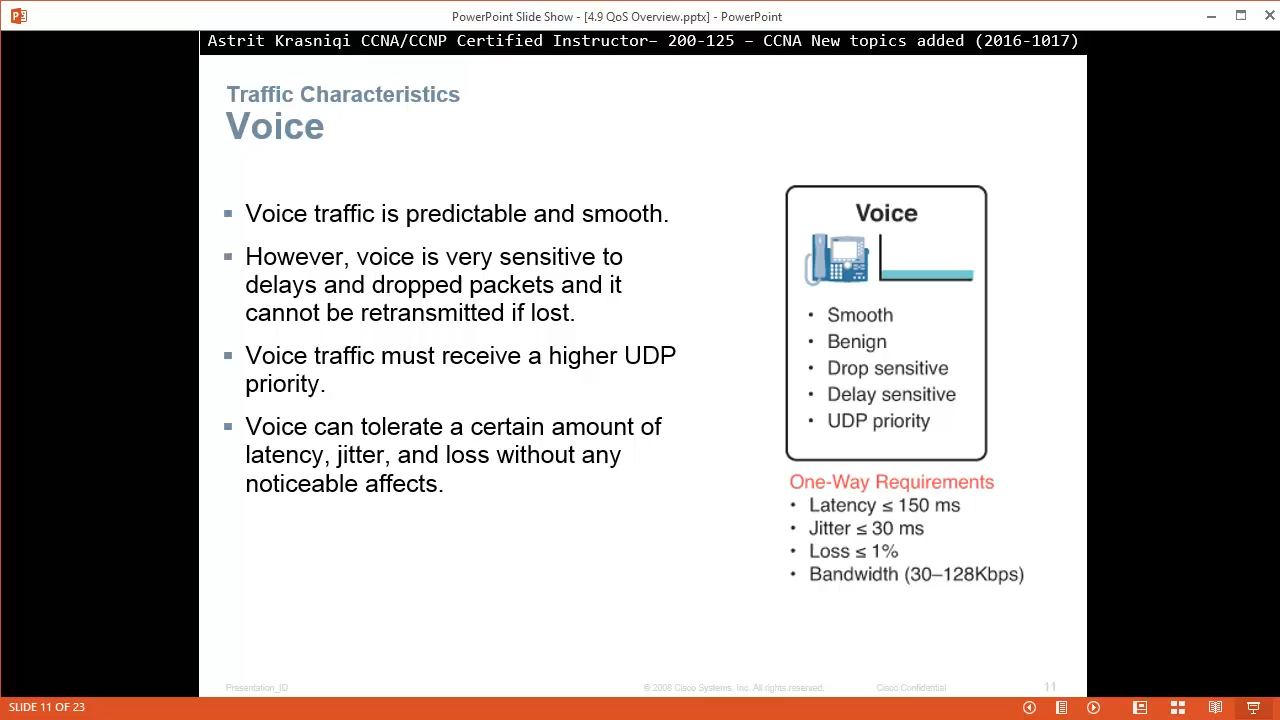 PowerPoint Slide Show - [4.9 QoS Overview.pptx] - PowerPoint
Astrit Krasniqi CCNA/CCNP Certified Instructor– 200-125 – CCNA New topics added (2016-1017)
Traffic Characteristics
Voice
▪ Voice traffic is predictable and smooth.
▪ However, voice is very sensitive to
delays and dropped packets and it
cannot be retransmitted if lost.
▪ Voice traffic must receive a higher UDP
priority.
▪ Voice can tolerate a certain amount of
latency, jitter, and loss without any
noticeable affects.
Voice
• Smooth
• Benign
• Drop sensitive
• Delay sensitive
• UDP priority
One-Way Requirements
• Latency ≤ 150 ms
• Jitter ≤ 30 ms
• Loss ≤ 1%
• Bandwidth (30–128Kbps)
Presentation_ID
© 2008 Cisco Systems, Inc. All rights reserved.
Cisco Confidential
11
SLIDE 11 OF 23